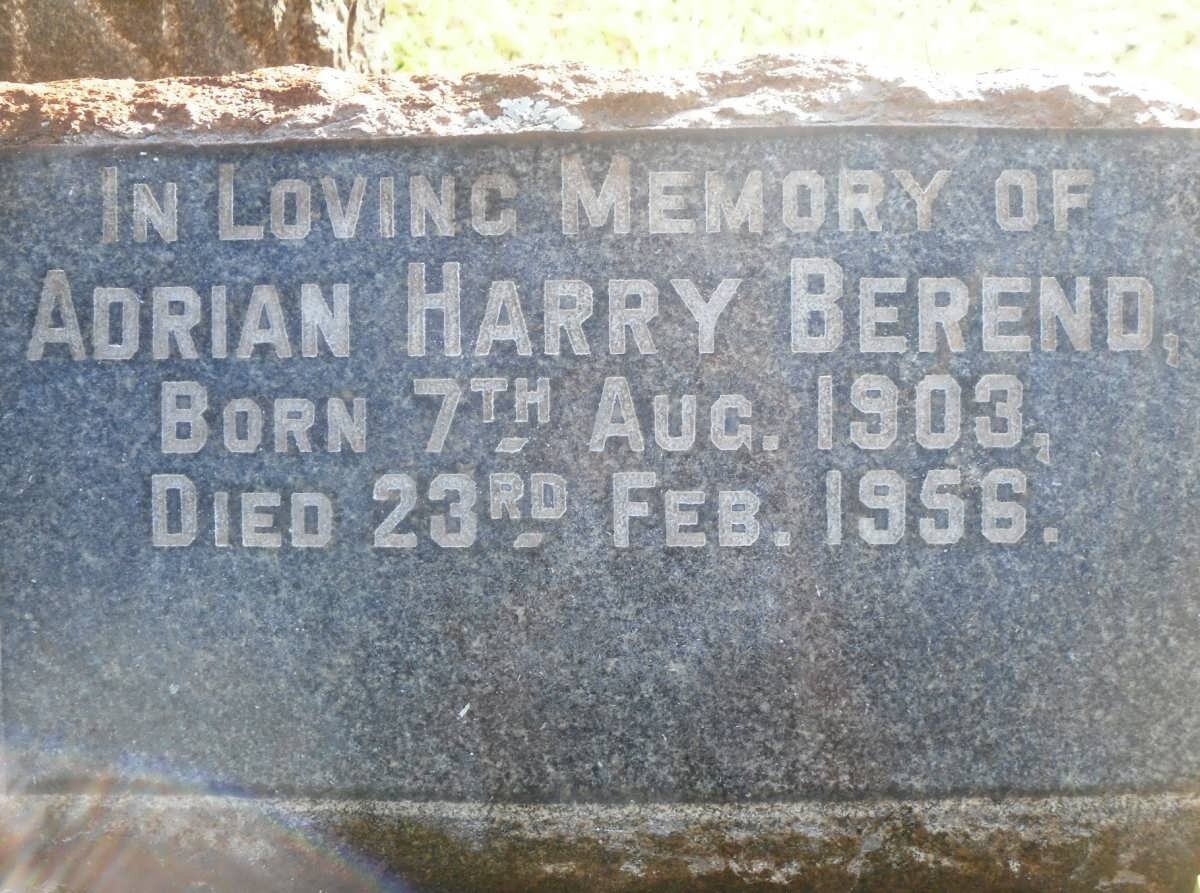 In Loving Memory of
Adrian Harry Berend,
Born 7th Aug. 1903,
Died 23rd Feb. 1956.